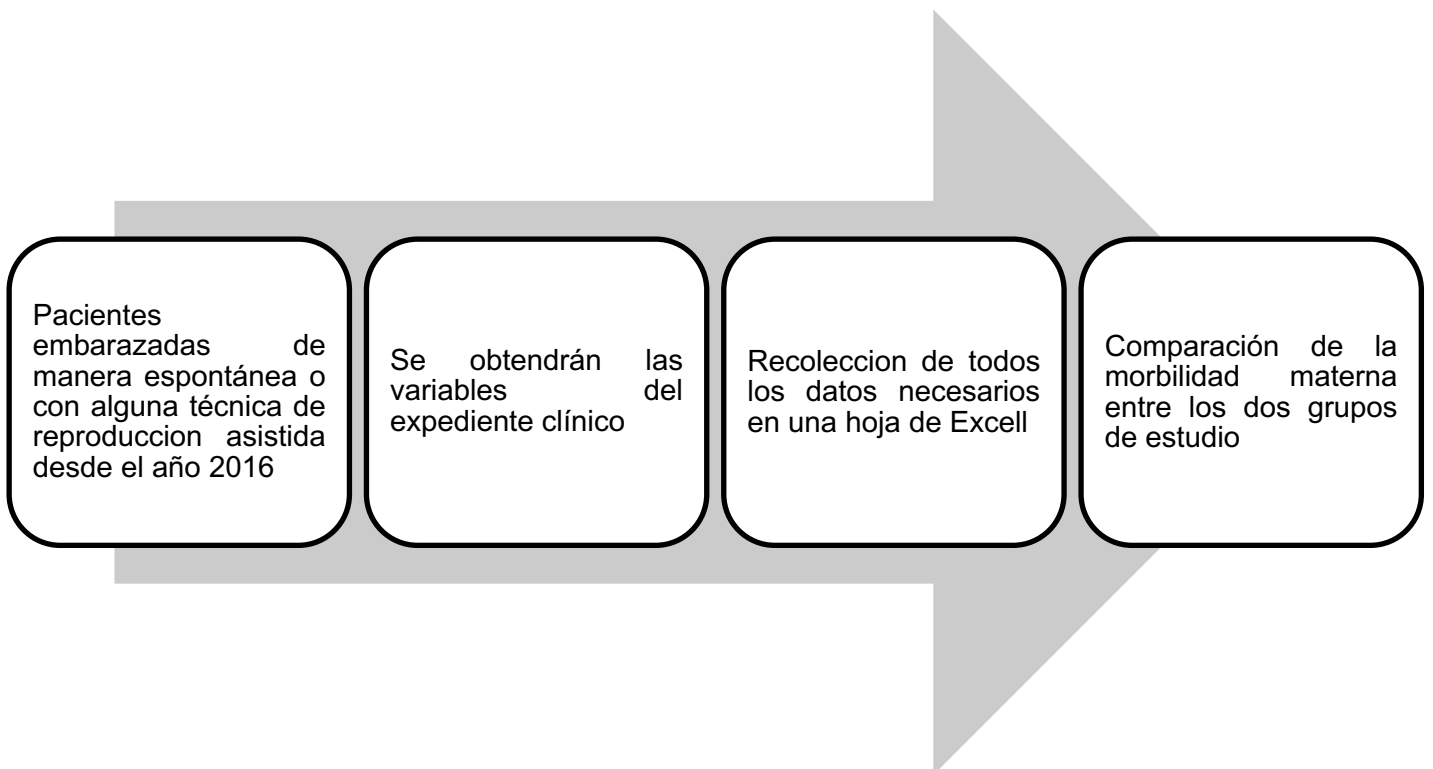 Pacientes
embarazadas de
manera espontánea o
con alguna técnica de
reproduccion asistida
desde el año 2016
Se obtendrán las
variables del
expediente clínico
Recoleccion de todos
los datos necesarios
en una hoja de Excell
Comparación de la
morbilidad materna
entre los dos grupos
de estudio